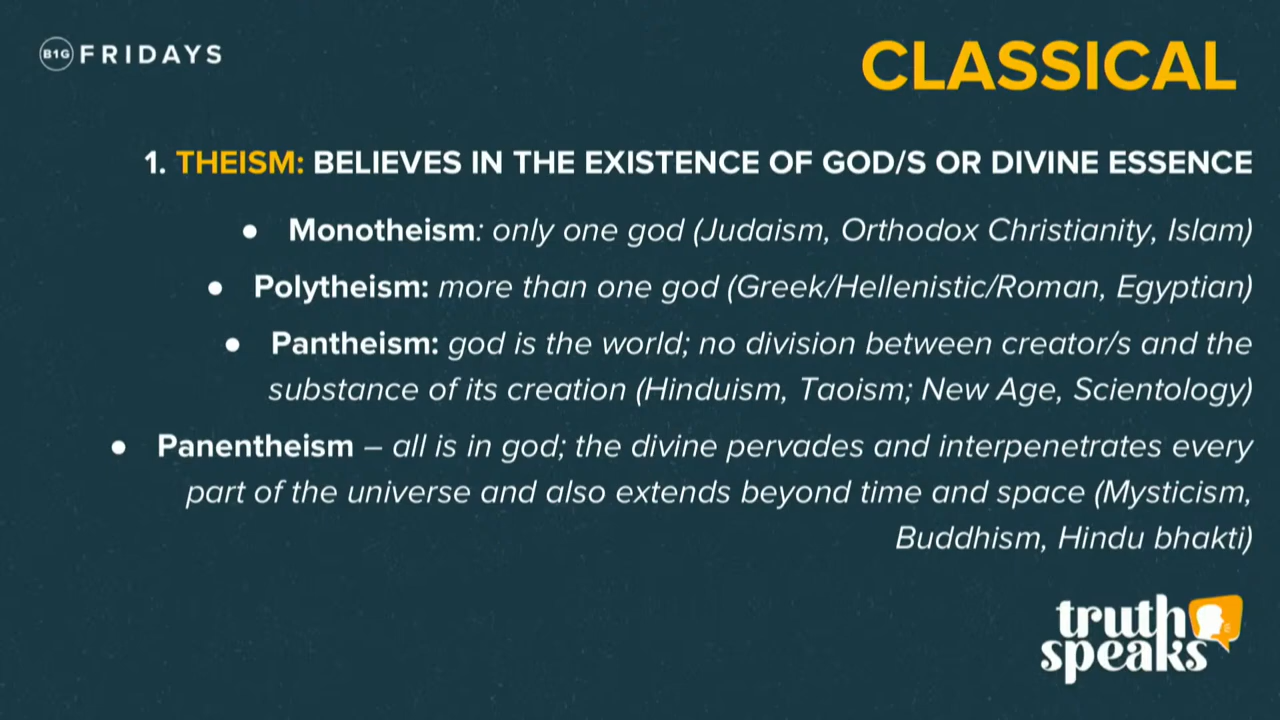 B1G FRIDAYS
CLASSICAL
1. THEISM: BELIEVES IN THE EXISTENCE OF GOD/S OR DIVINE ESSENCE
● Monotheism: only one god (Judaism, Orthodox Christianity, Islam)
● Polytheism: more than one god (Greek/Hellenistic/Roman, Egyptian)
● Pantheism: god is the world; no division between creator/s and the
substance of its creation (Hinduism, Taoism; New Age, Scientology)
● Panentheism – all is in god; the divine pervades and interpenetrates every
part of the universe and also extends beyond time and space (Mysticism,
Buddhism, Hindu bhakti)
truth
speaks